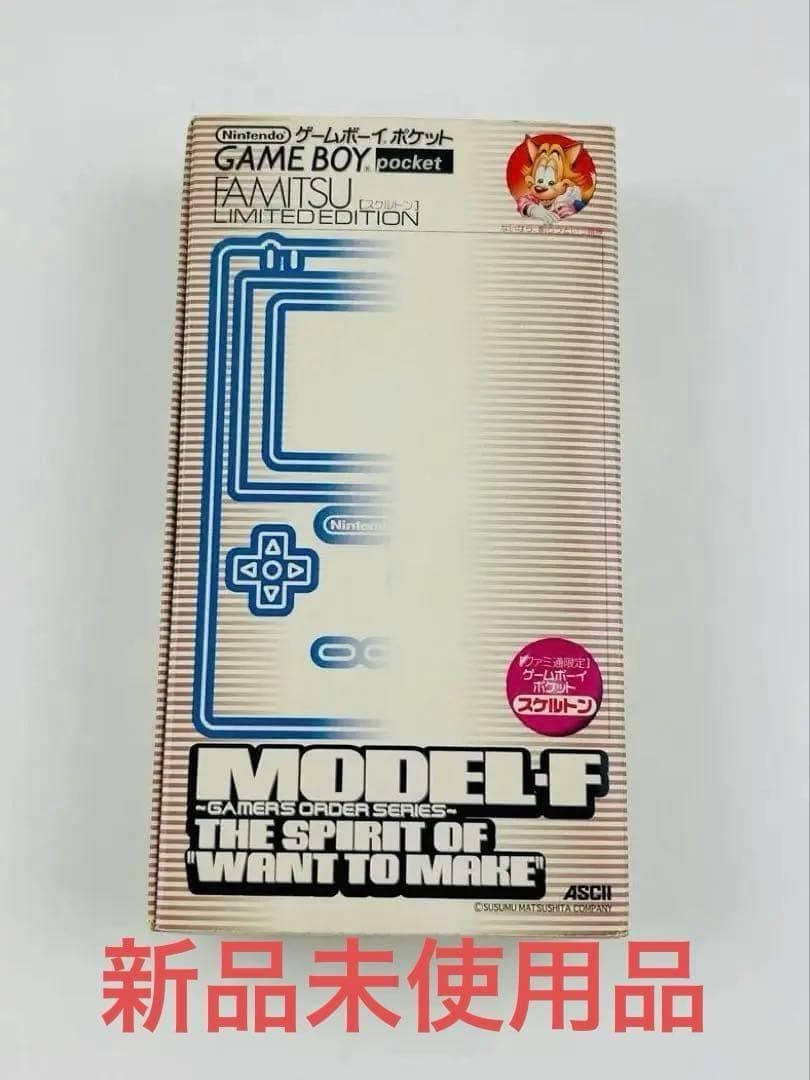 Nintendo ゲームボーイ ポケット
GAME BOY pocket
FAMITSU [スケルトン]
LIMITED EDITION
Nintendo
[ファミ通限定]
ゲームボーイ
ポケット
スケルトン
MODEL-F
~GAMERS ORDER SERIES~
THE SPIRIT OF
"WANT TO MAKE"
ASCII
©SUSUMU MATSUSHITA COMPANY
新品未使用品